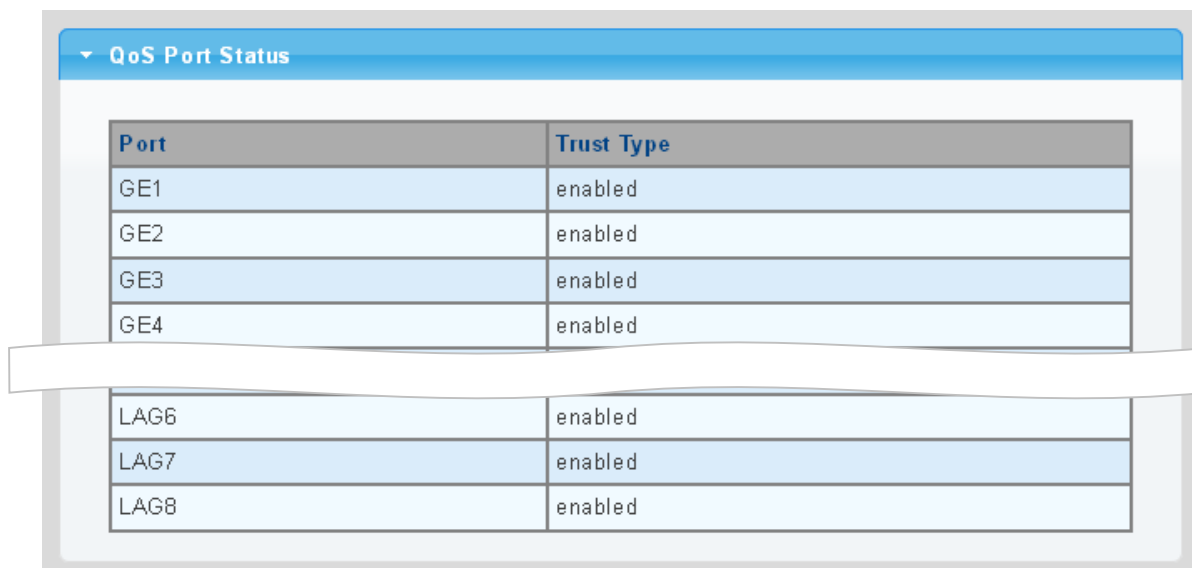 QoS Port Status
Port Trust Type
GE1 enabled
GE2 enabled
GE3 enabled
GE4 enabled
LAG6 enabled
LAG7 enabled
LAG8 enabled